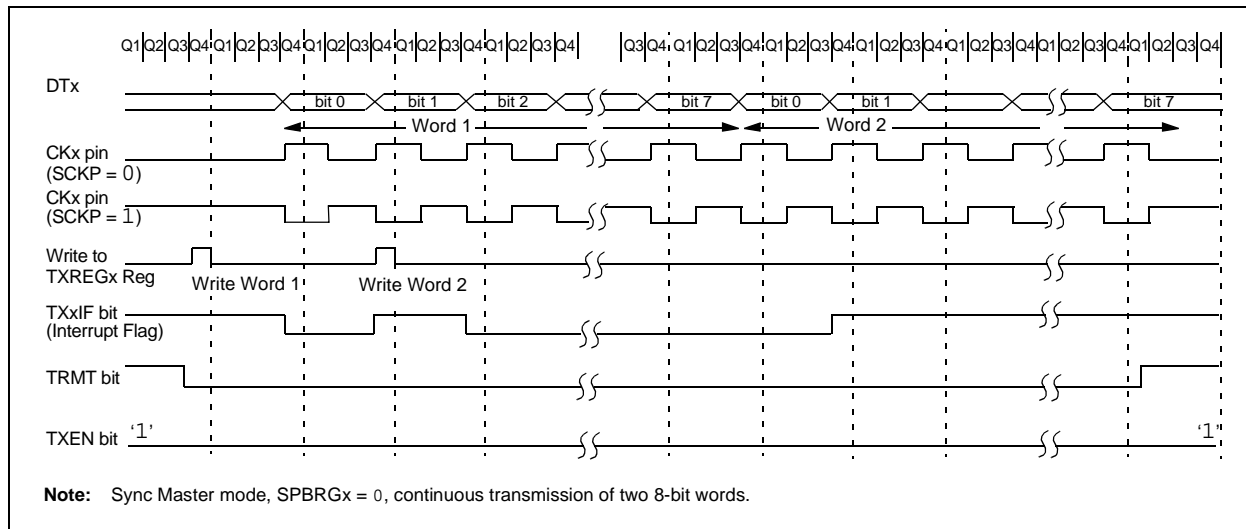 Q1 Q2 Q3 Q4 Q1 Q2 Q3 Q4 Q1 Q2 Q3 Q4 Q1 Q2 Q3 Q4 Q1 Q2 Q3 Q4 Q3 Q4 Q1 Q2 Q3 Q4 Q1 Q2 Q3 Q4 Q1 Q2 Q3 Q4 Q1 Q2 Q3 Q4 Q1 Q2 Q3 Q4 Q1 Q2 Q3 Q4
DTx
bit 0 bit 1 bit 2 bit 7 bit 0 bit 1 bit 7
Word 1 Word 2
CKx pin
(SCKP = 0)
CKx pin
(SCKP = 1)
Write to
TXREGx Reg
Write Word 1 Write Word 2
TXxIF bit
(Interrupt Flag)
TRMT bit
TXEN bit ‘1’ ‘1’
Note: Sync Master mode, SPBRGx = 0, continuous transmission of two 8-bit words.